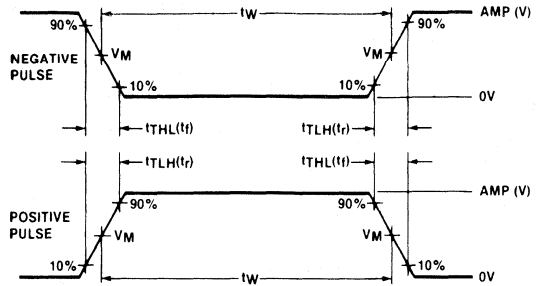 tW
AMP (V)
90%
90%
VM
VM
NEGATIVE
PULSE
10%
10%
0V
tTHL(tf)
tTLH(tr)
tTLH(tr)
tTHL(tf)
AMP (V)
90%
90%
POSITIVE
PULSE
VM
VM
10%
10%
tW
0V